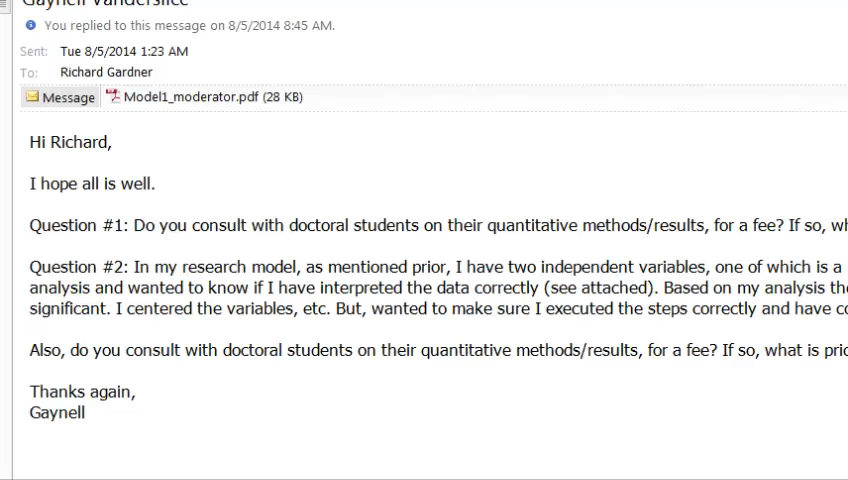 Gaynell Vanderslice
You replied to this message on 8/5/2014 8:45 AM.
Sent: Tue 8/5/2014 1:23 AM
To: Richard Gardner
Message Model1_moderator.pdf (28 KB)
Hi Richard,
I hope all is well.
Question #1: Do you consult with doctoral students on their quantitative methods/results, for a fee? If so,
Question #2: In my research model, as mentioned prior, I have two independent variables, one of which is a
analysis and wanted to know if I have interpreted the data correctly (see attached). Based on my analysis
significant. I centered the variables, etc. But, wanted to make sure I executed the steps correctly and have
Also, do you consult with doctoral students on their quantitative methods/results, for a fee? If so, what is
Thanks again,
Gaynell